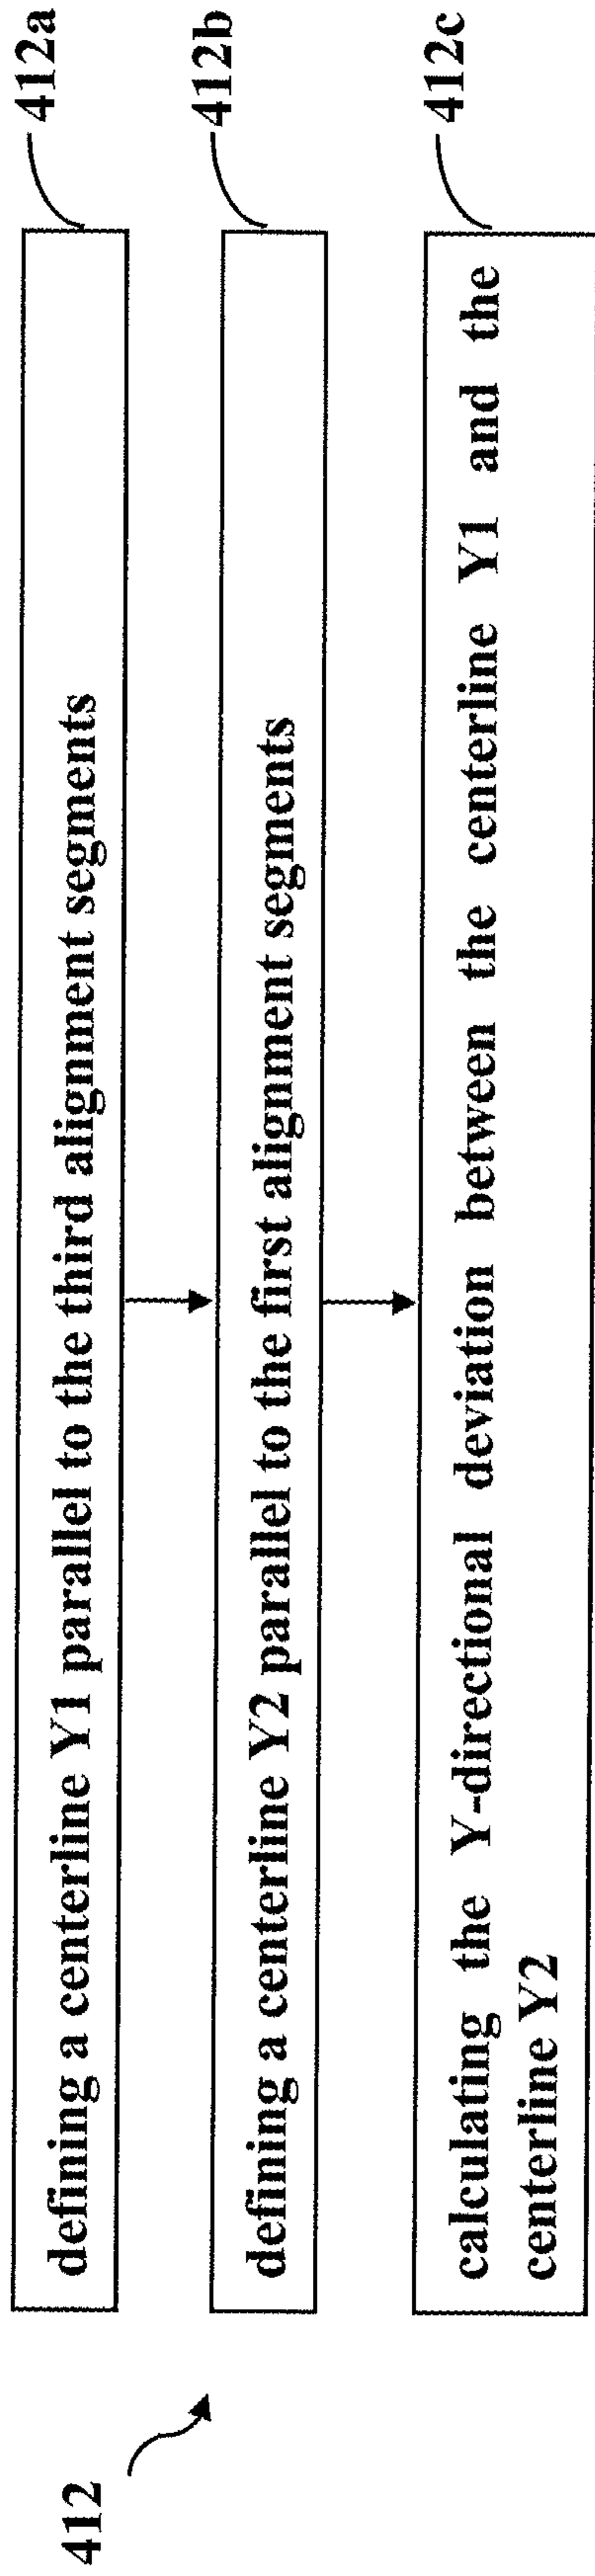 412
defining a centerline Y1 parallel to the third alignment segments
412a
defining a centerline Y2 parallel to the first alignment segments
412b
calculating the Y-directional deviation between the centerline Y1 and the
centerline Y2
412c